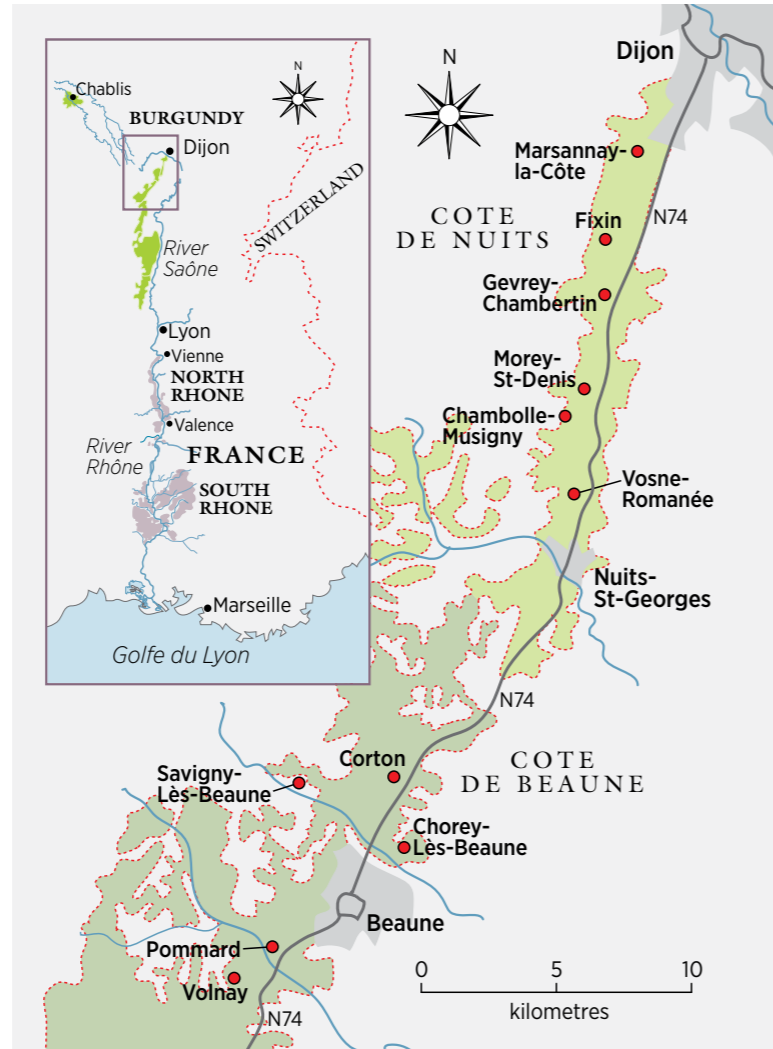 N
Chablis
BURGUNDY
Dijon
SWITZERLAND
River
Saône
Lyon
Vienne
NORTH
RHONE
Valence
River
Rhône
FRANCE
SOUTH
RHONE
Marseille
Golfe du Lyon
N
Dijon
Marsannay-
la-Côte
COTE
DE NUITS
N74
Fixin
Gevrey-
Chambertin
Morey-
St-Denis
Chambolle-
Musigny
Vosne-
Romanée
Nuits-
St-Georges
N74
COTE
DE BEAUNE
Corton
Savigny-
Lès-Beaune
Chorey-
Lès-Beaune
Beaune
Pommard
Volnay
N74
0 5 10
kilometres